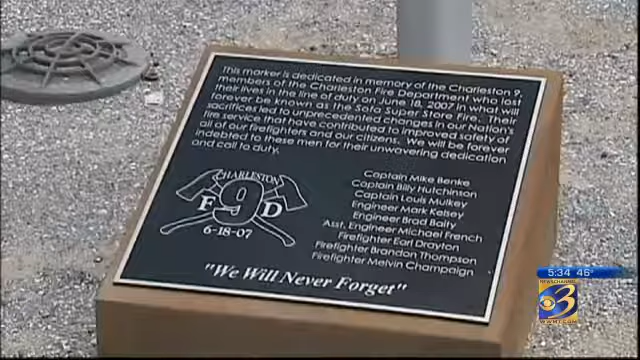 This marker is dedicated in memory of the Charleston 9,
members of the Charleston Fire Department who lost
their lives in the line of duty on June 18, 2007 in what will
forever be known as the Sofa Super Store Fire. Their
sacrifices led to unprecedented changes in our Nation's
fire service that have contributed to improved safety of
all of our firefighters and our citizens. We will be forever
indebted to these men for their unwavering dedication
and call to duty.
CHARLESTON
F 9 D
6-18-07
Captain Mike Benke
Captain Billy Hutchinson
Captain Louis Mulkey
Engineer Mark Kelsey
Engineer Brad Baity
Asst. Engineer Michael French
Firefighter Earl Drayton
Firefighter Brandon Thompson
Firefighter Melvin Champaign
"We Will Never Forget"
5:34 46°
NEWSCHANNEL
3
WWMT.COM